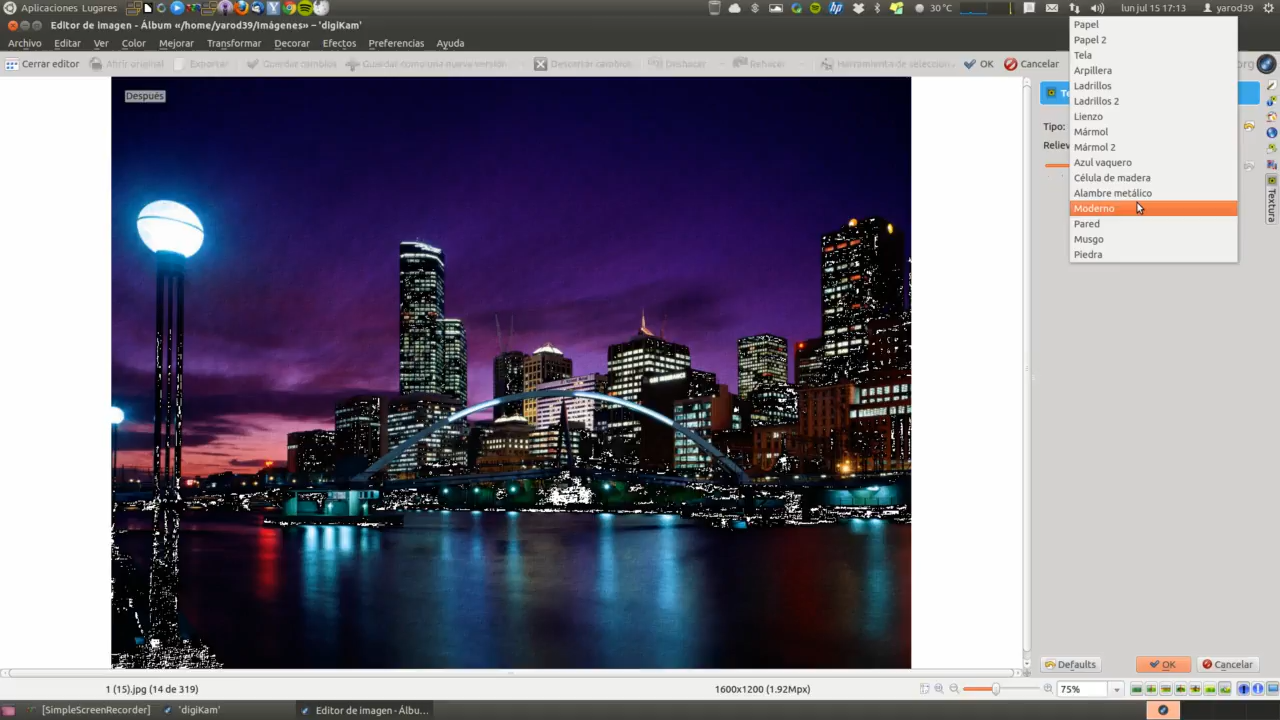 Aplicaciones Lugares
30 °C
lun jul 15 17:13
yarod39
Editor de imagen - Álbum «/home/yarod39/Imágenes» – 'digiKam'
Archivo Editar Ver Color Mejorar Transformar Decorar Efectos Preferencias Ayuda
Cerrar editor Abrir original Exportar Guardar cambios Guardar como una nueva versión Descartar cambios Deshacer Rehacer Herramienta de selección OK Cancelar
Después
Tipo:
Papel
Papel 2
Tela
Arpillera
Ladrillos
Ladrillos 2
Lienzo
Mármol
Mármol 2
Azul vaquero
Célula de madera
Alambre metálico
Moderno
Pared
Musgo
Piedra
Textura
Defaults OK Cancelar
1 (15).jpg (14 de 319) 1600x1200 (1.92Mpx) 75%
[SimpleScreenRecorder] 'digiKam' Editor de imagen - Álbu...